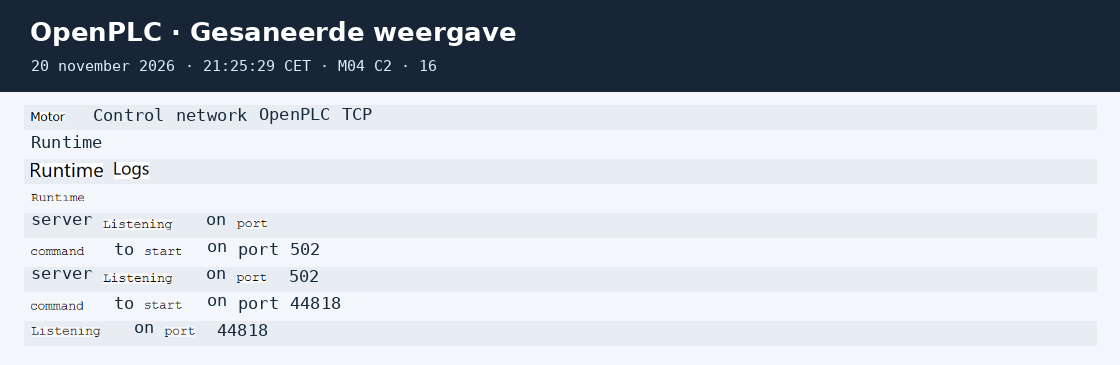 OpenPLC · Gesaneerde weergave
20 november 2026 · 21:25:29 CET · M04 C2 · 16
Motor Control network OpenPLC TCP
Runtime
Runtime Logs
Runtime
server Listening on port
command to start on port 502
server Listening on port 502
command to start on port 44818
Listening on port 44818